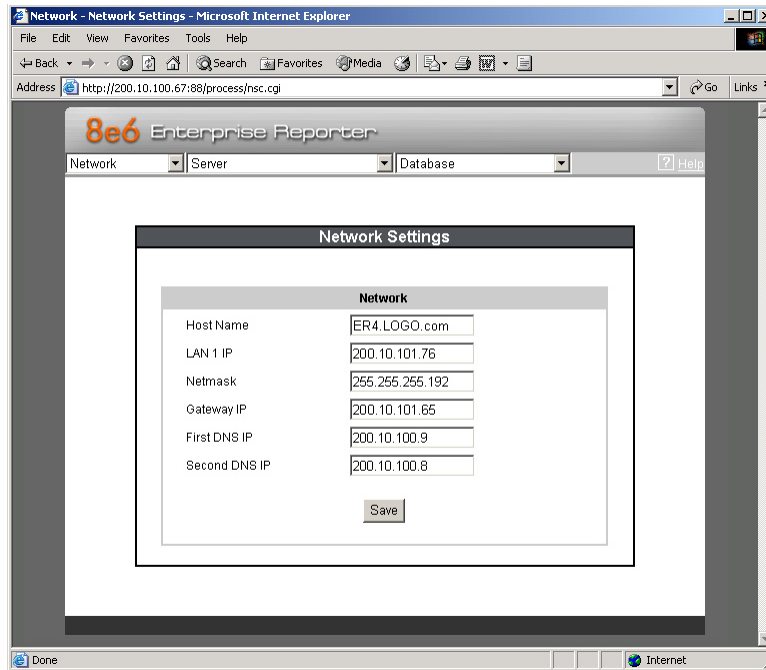 Network - Network Settings - Microsoft Internet Explorer
File Edit View Favorites Tools Help
Back Search Favorites Media
Address http://200.10.100.67:88/process/nsc.cgi Go Links
8e6 Enterprise Reporter
Network Server Database ? Help
Network Settings
Network
Host Name ER4.LOGO.com
LAN 1 IP 200.10.101.76
Netmask 255.255.255.192
Gateway IP 200.10.101.65
First DNS IP 200.10.100.9
Second DNS IP 200.10.100.8
Save
Done Internet